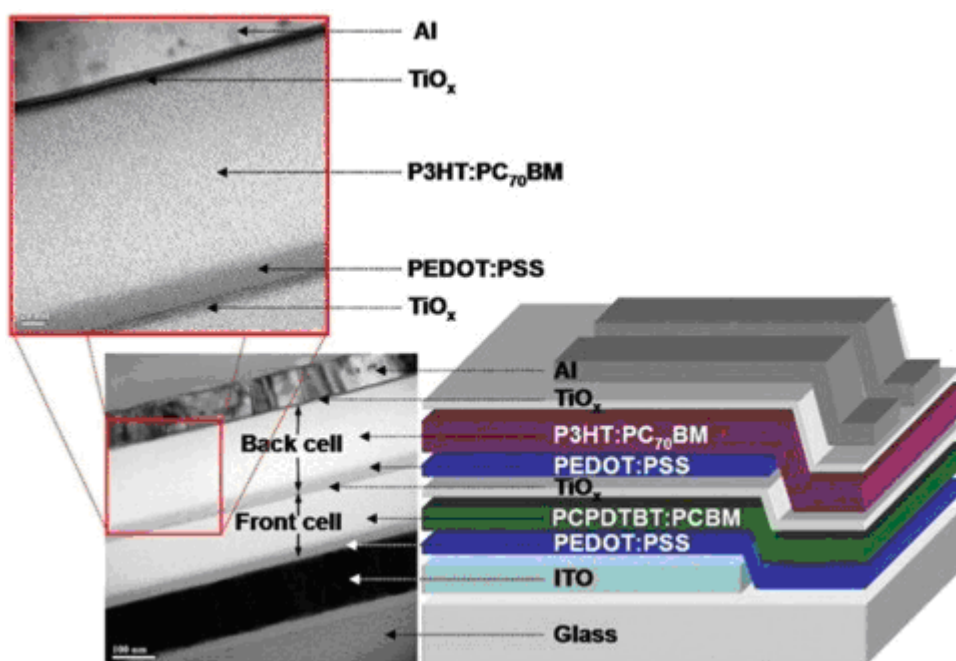 Al
TiOₓ
P3HT:PC₇₀BM
PEDOT:PSS
TiOₓ
Al
TiOₓ
Back cell
P3HT:PC₇₀BM
PEDOT:PSS
TiOₓ
Front cell
PCPDTBT:PCBM
PEDOT:PSS
ITO
Glass
100 nm